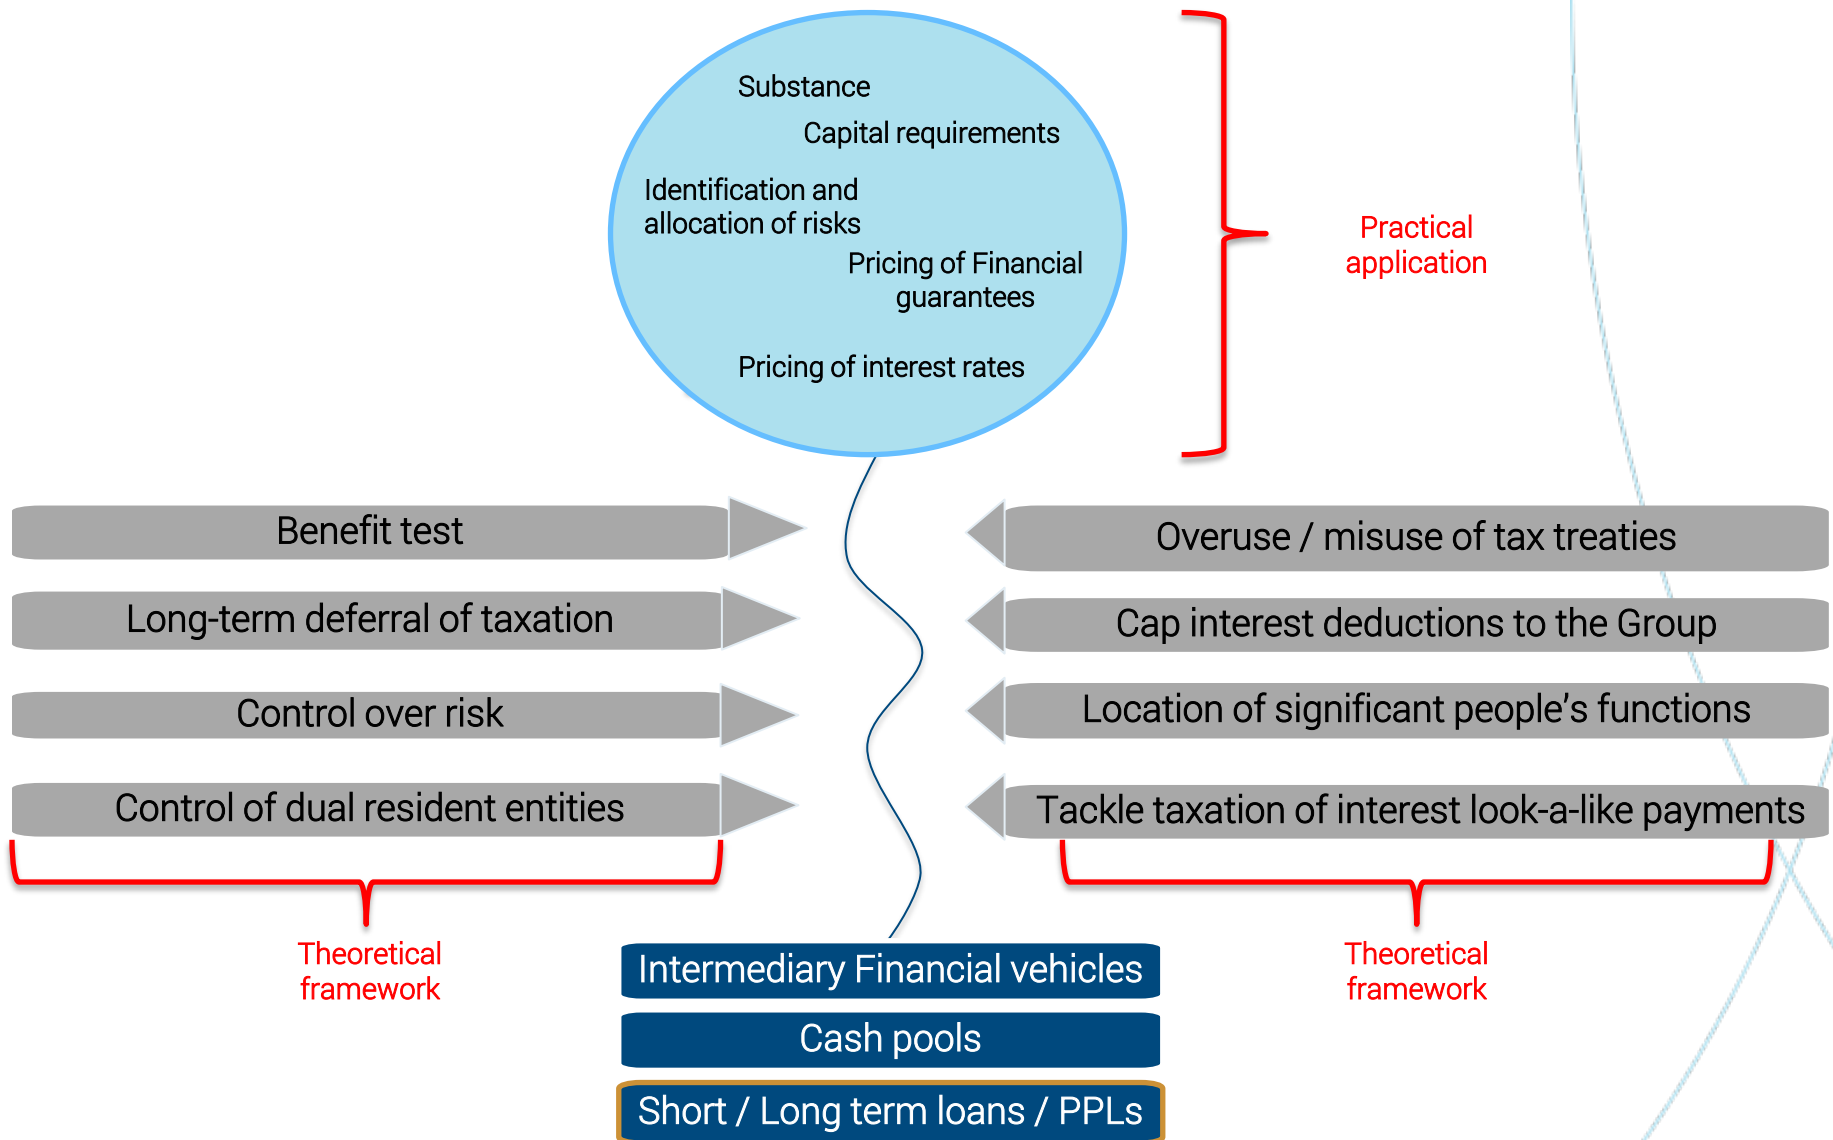 Substance
Capital requirements
Identification and
allocation of risks
Pricing of Financial
guarantees
Pricing of interest rates
Practical
application
Benefit test
Long-term deferral of taxation
Control over risk
Control of dual resident entities
Theoretical
framework
Overuse / misuse of tax treaties
Cap interest deductions to the Group
Location of significant people’s functions
Tackle taxation of interest look-a-like payments
Theoretical
framework
Intermediary Financial vehicles
Cash pools
Short / Long term loans / PPLs